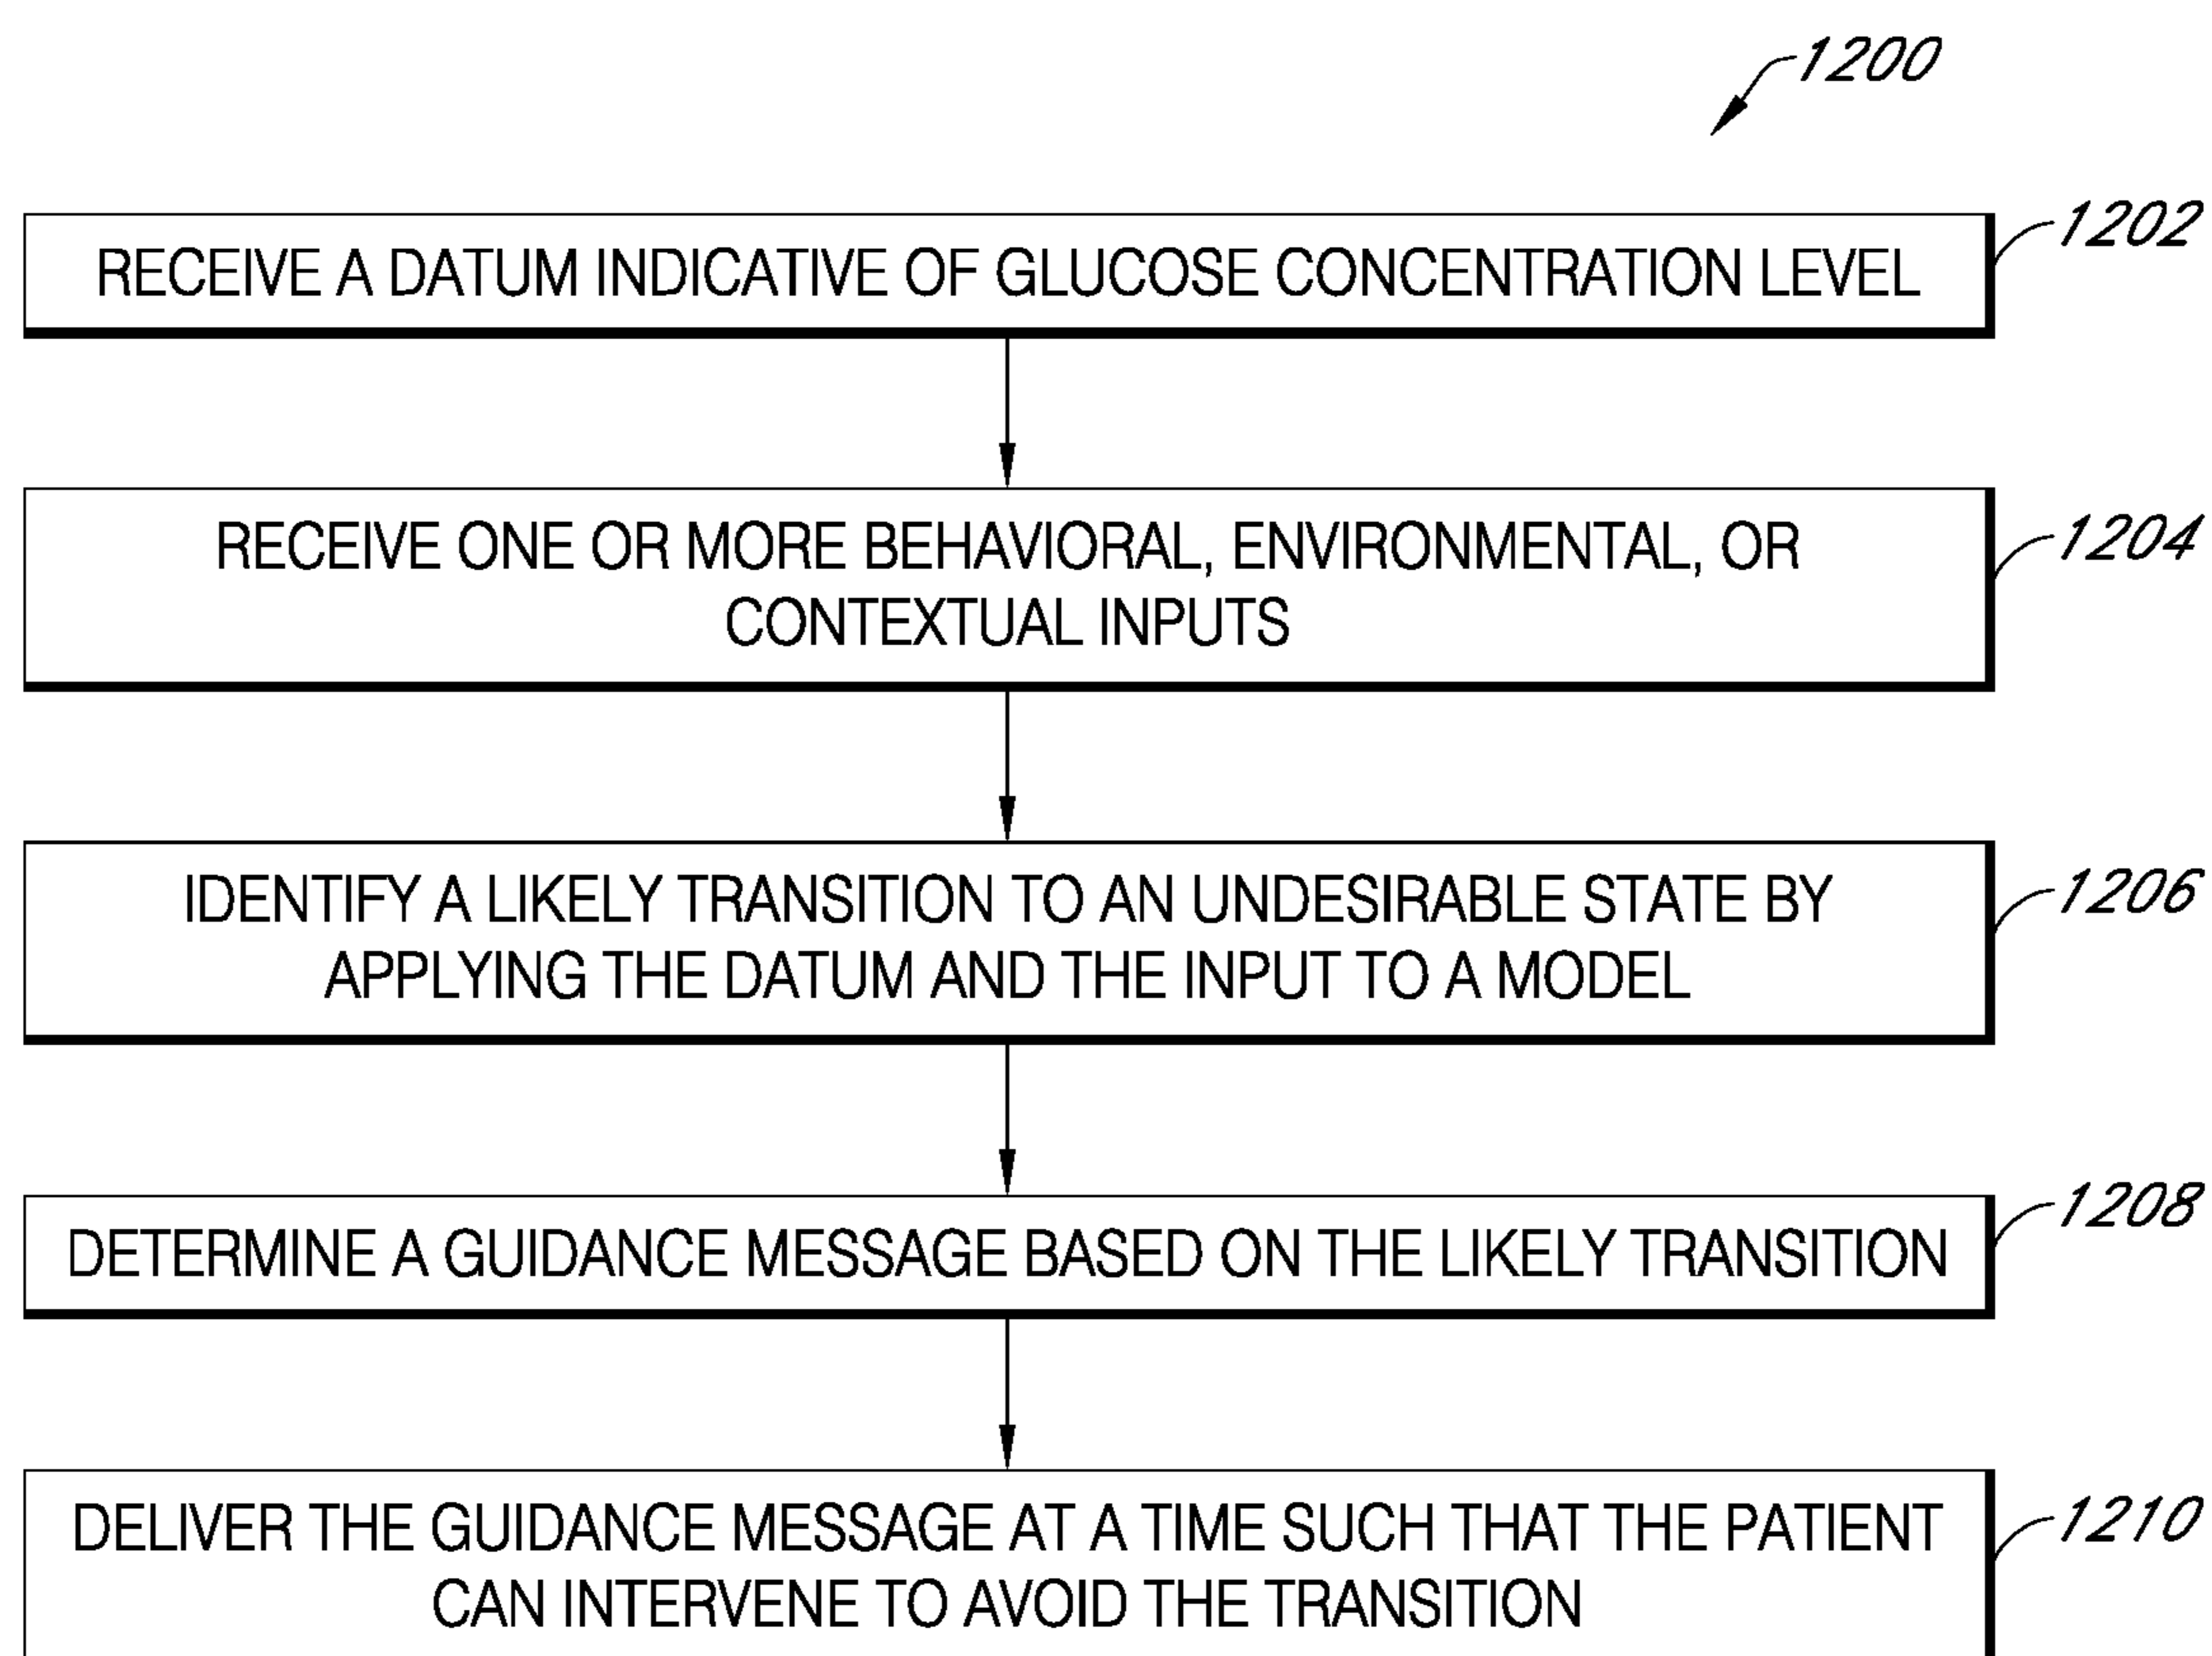 1200
RECEIVE A DATUM INDICATIVE OF GLUCOSE CONCENTRATION LEVEL
1202
RECEIVE ONE OR MORE BEHAVIORAL, ENVIRONMENTAL, OR
CONTEXTUAL INPUTS
1204
IDENTIFY A LIKELY TRANSITION TO AN UNDESIRABLE STATE BY
APPLYING THE DATUM AND THE INPUT TO A MODEL
1206
DETERMINE A GUIDANCE MESSAGE BASED ON THE LIKELY TRANSITION
1208
DELIVER THE GUIDANCE MESSAGE AT A TIME SUCH THAT THE PATIENT
CAN INTERVENE TO AVOID THE TRANSITION
1210